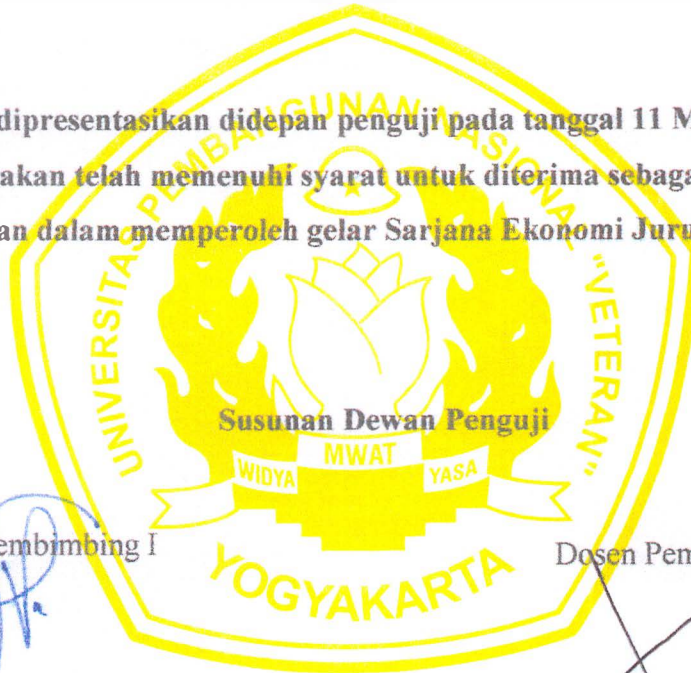 dipresentasikan didepan penguji pada tanggal 11 M
akan telah memenuhi syarat untuk diterima sebaga
an dalam memperoleh gelar Sarjana Ekonomi Juru
UNIVERSITAS PEMBANGUNAN NASIONAL "VETERAN"
Susunan Dewan Penguji
WIDYA MWAT YASA
embimbing I
Dosen Pem
YOGYAKARTA